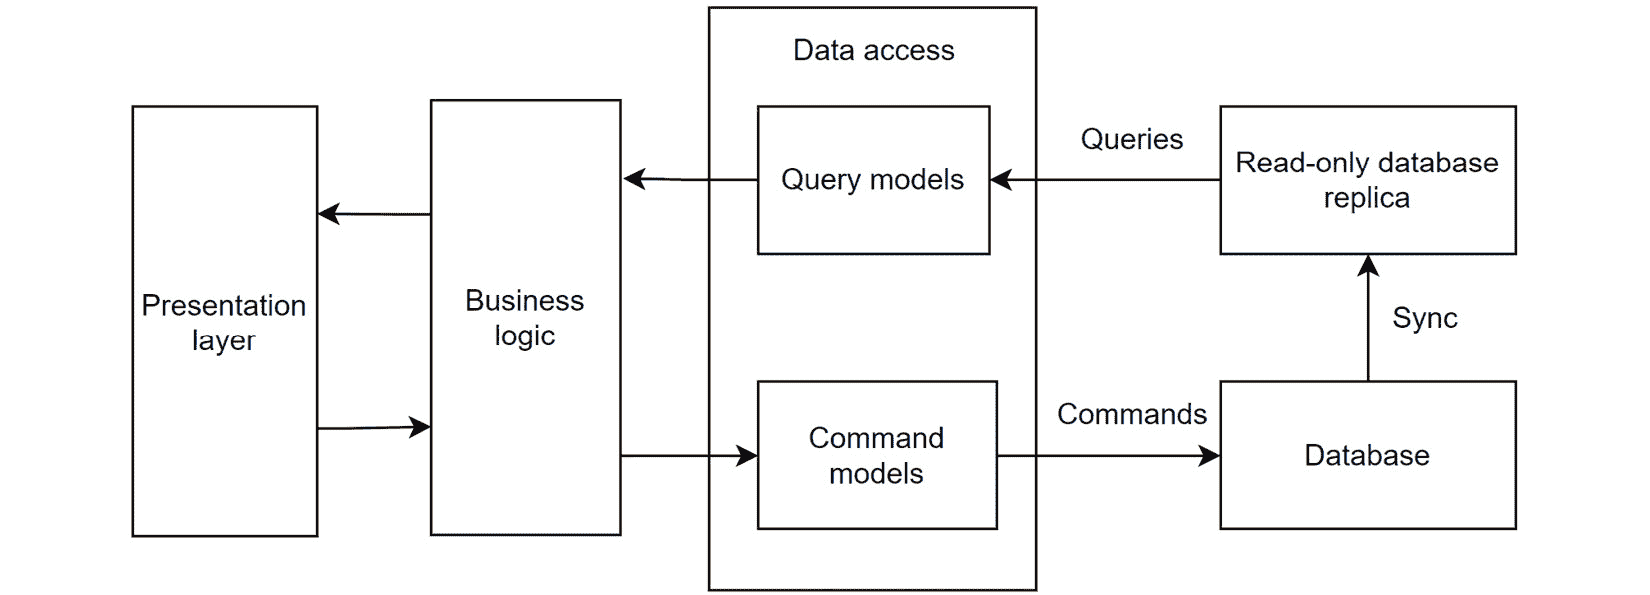 Data access
Presentation
layer
Business
logic
Query models
Queries
Read-only database
replica
Sync
Command
models
Commands
Database